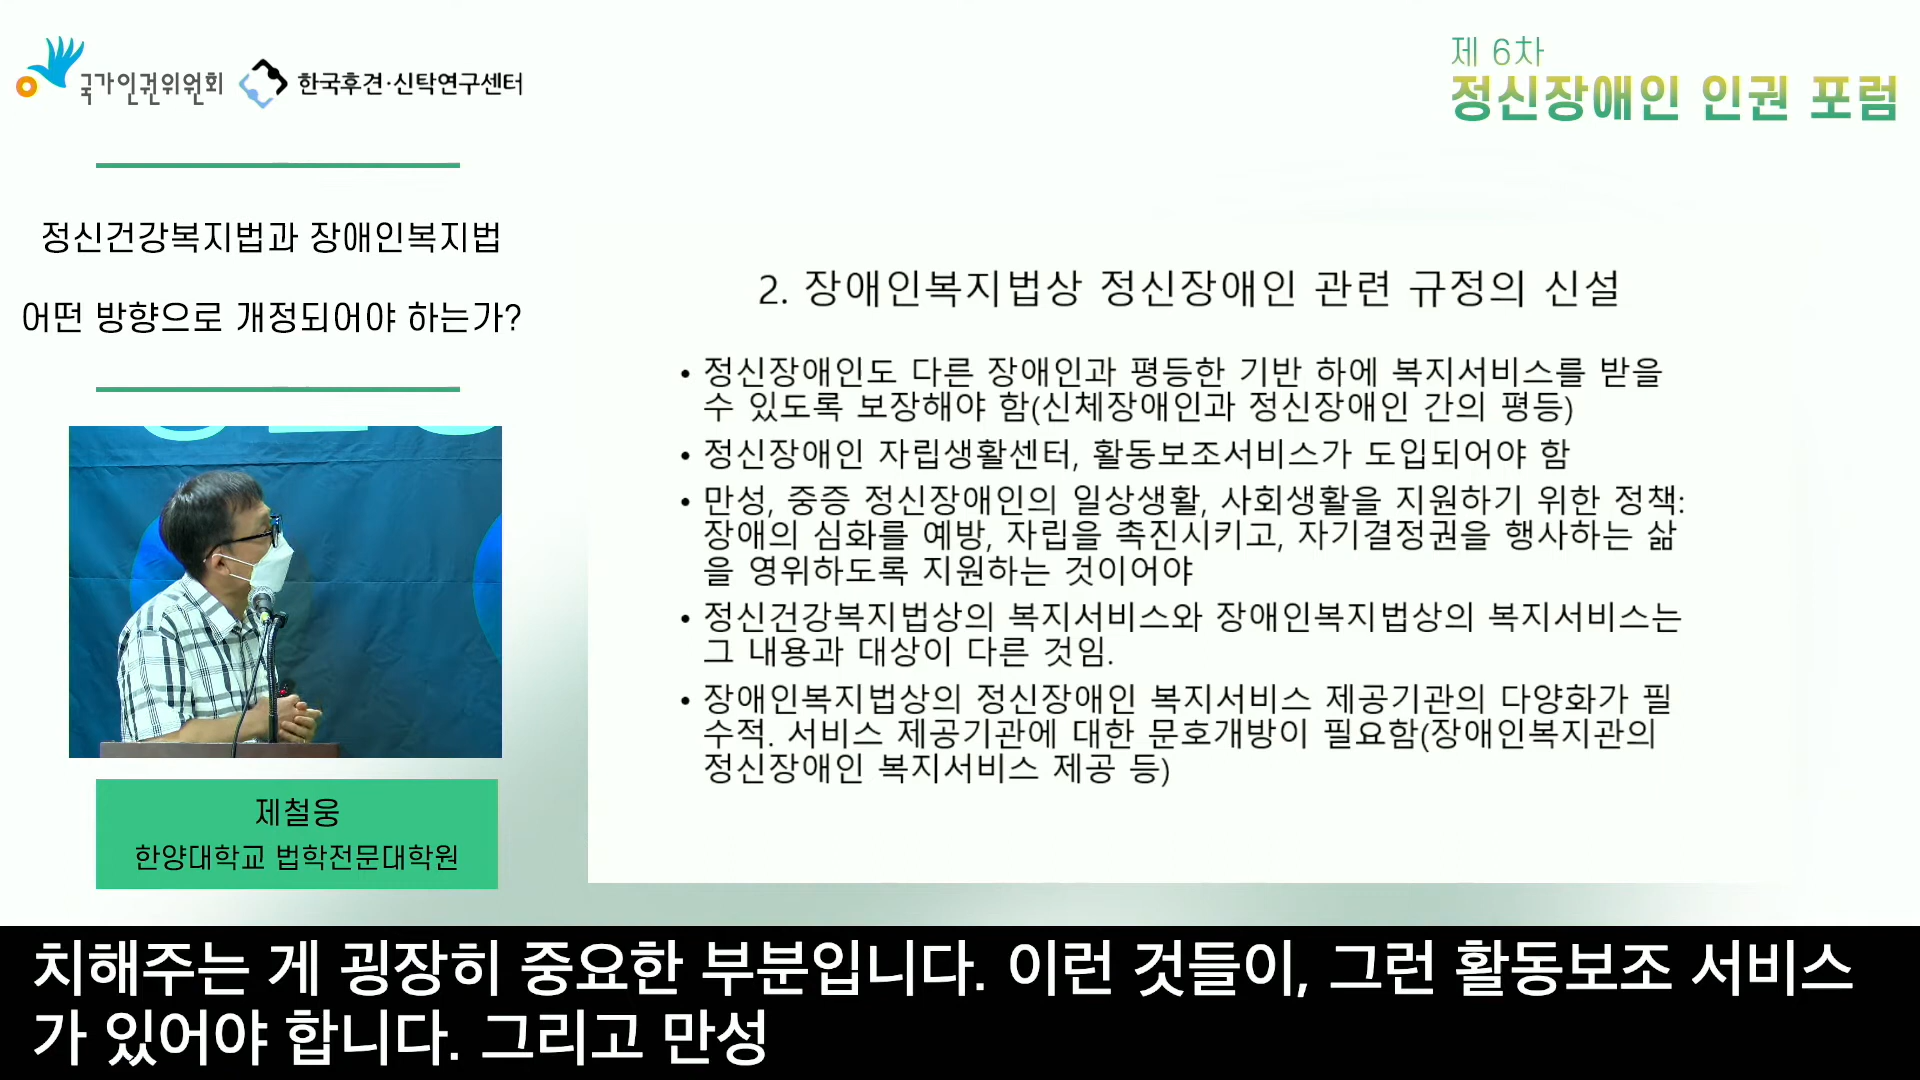 국가인권위원회
한국후견·신탁연구센터
제 6차
정신장애인 인권 포럼
정신건강복지법과 장애인복지법
어떤 방향으로 개정되어야 하는가?
제철웅
한양대학교 법학전문대학원
2. 장애인복지법상 정신장애인 관련 규정의 신설
• 정신장애인도 다른 장애인과 평등한 기반 하에 복지서비스를 받을
수 있도록 보장해야 함(신체장애인과 정신장애인 간의 평등)
• 정신장애인 자립생활센터, 활동보조서비스가 도입되어야 함
• 만성, 중증 정신장애인의 일상생활, 사회생활을 지원하기 위한 정책:
장애의 심화를 예방, 자립을 촉진시키고, 자기결정권을 행사하는 삶
을 영위하도록 지원하는 것이어야
• 정신건강복지법상의 복지서비스와 장애인복지법상의 복지서비스는
그 내용과 대상이 다른 것임.
• 장애인복지법상의 정신장애인 복지서비스 제공기관의 다양화가 필
수적. 서비스 제공기관에 대한 문호개방이 필요함(장애인복지관의
정신장애인 복지서비스 제공 등)
치해주는 게 굉장히 중요한 부분입니다. 이런 것들이, 그런 활동보조 서비스
가 있어야 합니다. 그리고 만성